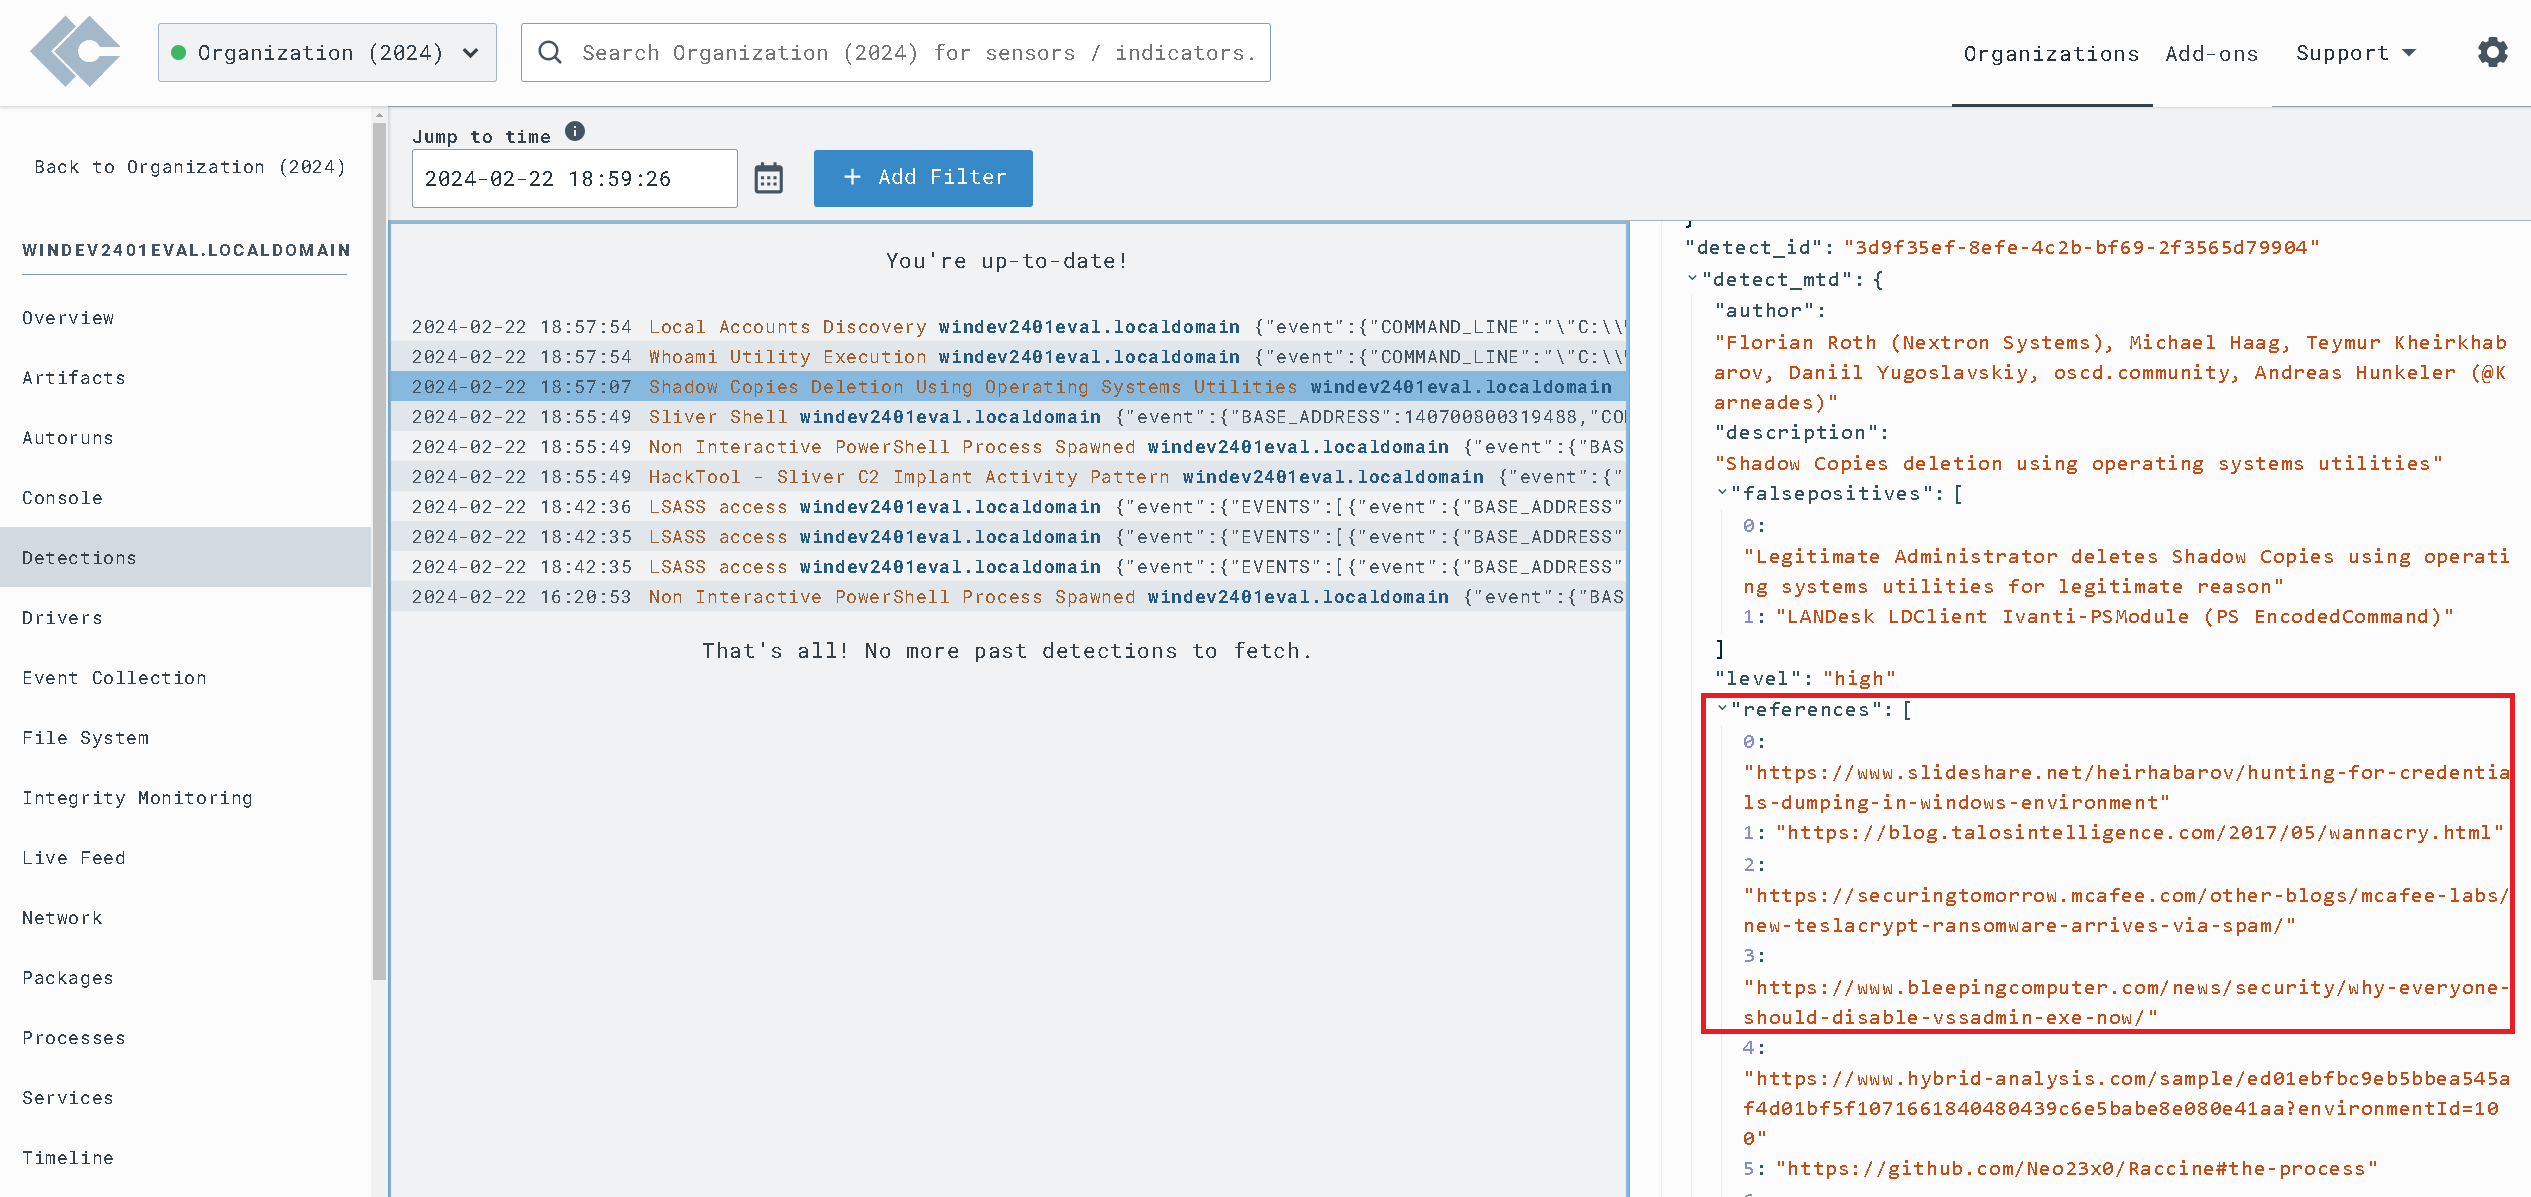 Organization (2024)
Search Organization (2024) for sensors / indicators.
Organizations
Add-ons
Support
Back to Organization (2024)
WINDEV2401EVAL.LOCALDOMAIN
Overview
Artifacts
Autoruns
Console
Detections
Drivers
Event Collection
File System
Integrity Monitoring
Live Feed
Network
Packages
Processes
Services
Timeline
Jump to time
2024-02-22 18:59:26
+ Add Filter
You're up-to-date!
2024-02-22 18:57:54 Local Accounts Discovery windev2401eval.localdomain {"event":{"COMMAND_LINE":"\"C:\\
2024-02-22 18:57:54 Whoami Utility Execution windev2401eval.localdomain {"event":{"COMMAND_LINE":"\"C:\\
2024-02-22 18:57:07 Shadow Copies Deletion Using Operating Systems Utilities windev2401eval.localdomain
2024-02-22 18:55:49 Sliver Shell windev2401eval.localdomain {"event":{"BASE_ADDRESS":140700800319488,"CO
2024-02-22 18:55:49 Non Interactive PowerShell Process Spawned windev2401eval.localdomain {"event":{"BAS
2024-02-22 18:55:49 HackTool - Sliver C2 Implant Activity Pattern windev2401eval.localdomain {"event":{"
2024-02-22 18:42:36 LSASS access windev2401eval.localdomain {"event":{"EVENTS":[{"event":{"BASE_ADDRESS"
2024-02-22 18:42:35 LSASS access windev2401eval.localdomain {"event":{"EVENTS":[{"event":{"BASE_ADDRESS"
2024-02-22 18:42:35 LSASS access windev2401eval.localdomain {"event":{"EVENTS":[{"event":{"BASE_ADDRESS"
2024-02-22 16:20:53 Non Interactive PowerShell Process Spawned windev2401eval.localdomain {"event":{"BAS
That's all! No more past detections to fetch.
"detect_id": "3d9f35ef-8efe-4c2b-bf69-2f3565d79904"
"detect_mtd": {
"author":
"Florian Roth (Nextron Systems), Michael Haag, Teymur Kheirkhab
arov, Daniil Yugoslavskiy, oscd.community, Andreas Hunkeler (@K
arneades)"
"description":
"Shadow Copies deletion using operating systems utilities"
"falsepositives": [
0:
"Legitimate Administrator deletes Shadow Copies using operati
ng systems utilities for legitimate reason"
1: "LANDesk LDClient Ivanti-PSModule (PS EncodedCommand)"
]
"level": "high"
"references": [
0:
"https://www.slideshare.net/heirhabarov/hunting-for-credentia
ls-dumping-in-windows-environment"
1: "https://blog.talosintelligence.com/2017/05/wannacry.html"
2:
"https://securingtomorrow.mcafee.com/other-blogs/mcafee-labs/
new-teslacrypt-ransomware-arrives-via-spam/"
3:
"https://www.bleepingcomputer.com/news/security/why-everyone-
should-disable-vssadmin-exe-now/"
4:
"https://www.hybrid-analysis.com/sample/ed01ebfbc9eb5bbea545a
f4d01bf5f1071661840480439c6e5babe8e080e41aa?environmentId=10
0"
5: "https://github.com/Neo23x0/Raccine#the-process"